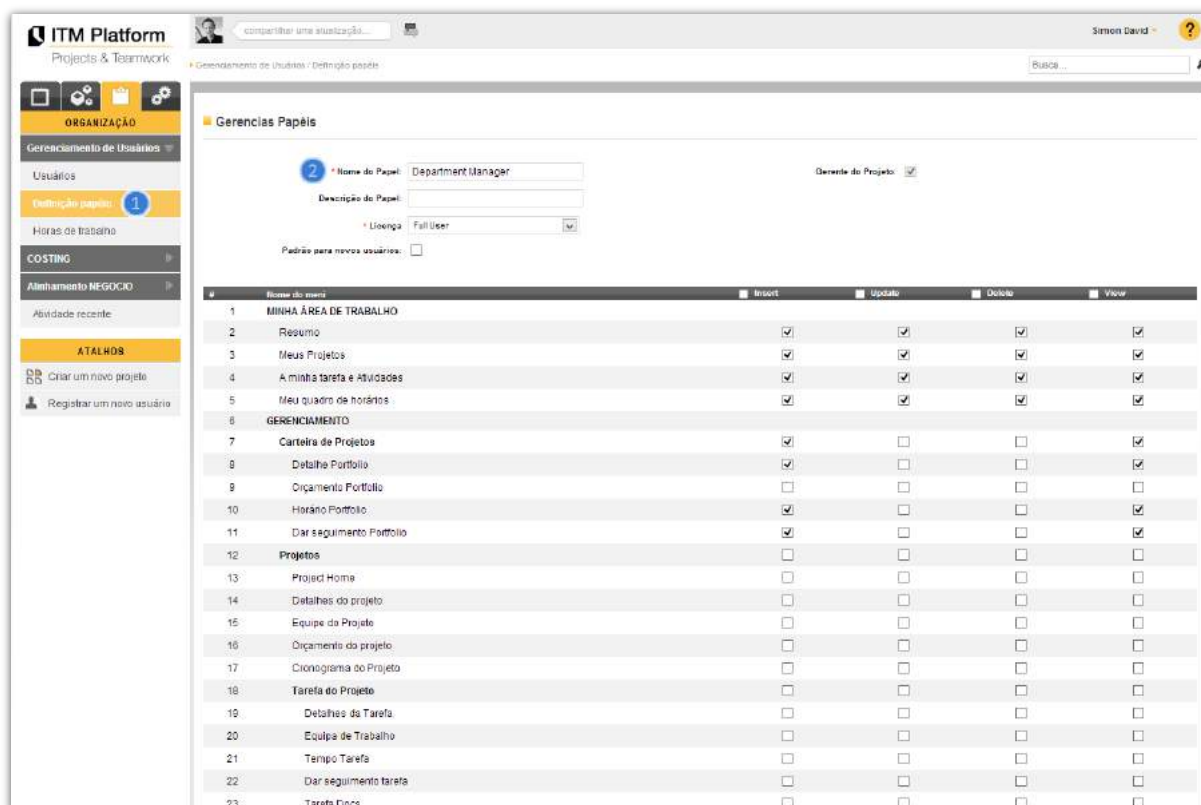 ITM Platform
Projects & Teamwork
compartilhar uma atualização...
Simon David
?
Gerenciamento de Usuários / Definição papéis
Busca...
ORGANIZAÇÃO
Gerenciamento de Usuários
Usuários
Definição papéis 1
Horas de trabalho
COSTING
Alinhamento NEGOCIO
Atividade recente
ATALHOS
Criar um novo projeto
Registrar um novo usuário
Gerencias Papéis
2 * Nome do Papel: Department Manager
Gerente do Projeto:
Descrição do Papel:
* Licença Full User
Padrão para novos usuários:
# Nome do meni Insert Update Delete View
1 MINHA ÁREA DE TRABALHO
2 Resumo
3 Meus Projetos
4 A minha tarefa e Atividades
5 Meu quadro de horários
6 GERENCIAMENTO
7 Carteira de Projetos
8 Detalhe Portfolio
9 Orçamento Portfolio
10 Horário Portfolio
11 Dar seguimento Portfolio
12 Projetos
13 Project Home
14 Detalhes do projeto
15 Equipe do Projeto
16 Orçamento do projeto
17 Cronograma do Projeto
18 Tarefa do Projeto
19 Detalhes da Tarefa
20 Equipa de Trabalho
21 Tempo Tarefa
22 Dar seguimento tarefa
23 Tarefa Docs